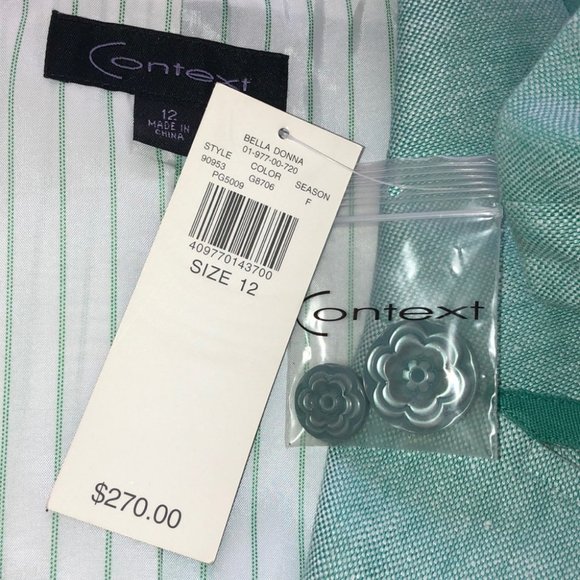 Context
12
MADE IN
CHINA
BELLA DONNA
01-977-00-720
STYLE COLOR SEASON
90953 G8706 F
PG5009
409770143700
SIZE 12
$270.00
Context